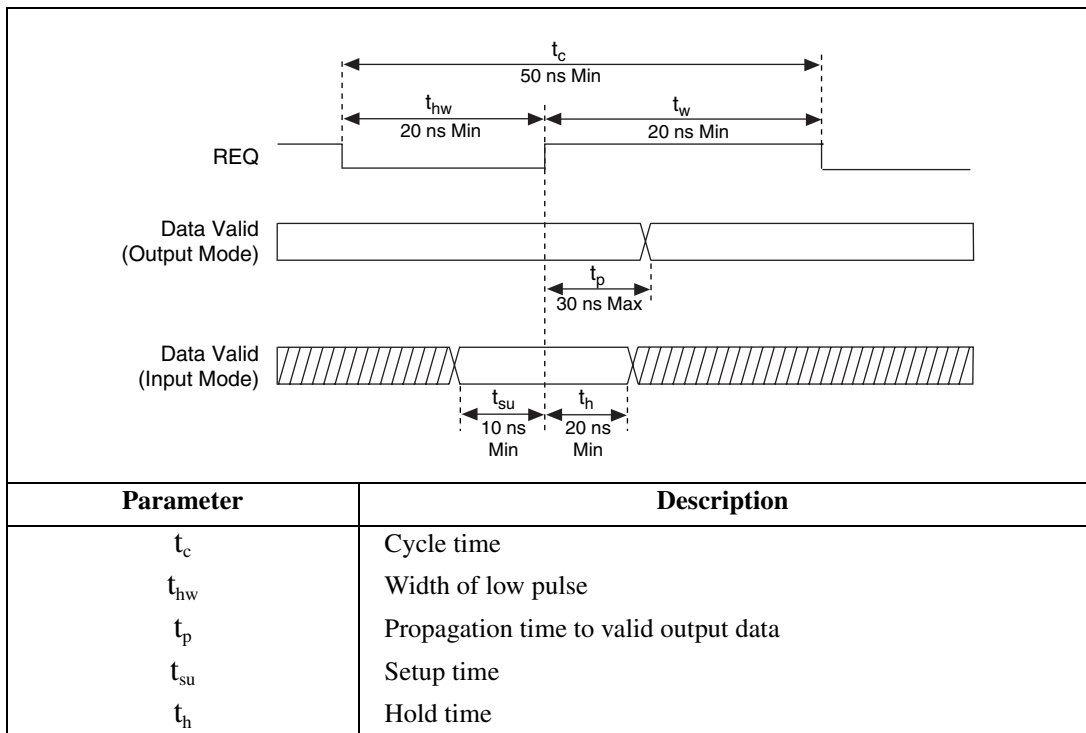 t_c
50 ns Min
t_hw
t_w
20 ns Min
20 ns Min
REQ
Data Valid
(Output Mode)
t_p
30 ns Max
Data Valid
(Input Mode)
t_su
t_h
10 ns
Min
20 ns
Min
Parameter Description
t_c Cycle time
t_hw Width of low pulse
t_p Propagation time to valid output data
t_su Setup time
t_h Hold time